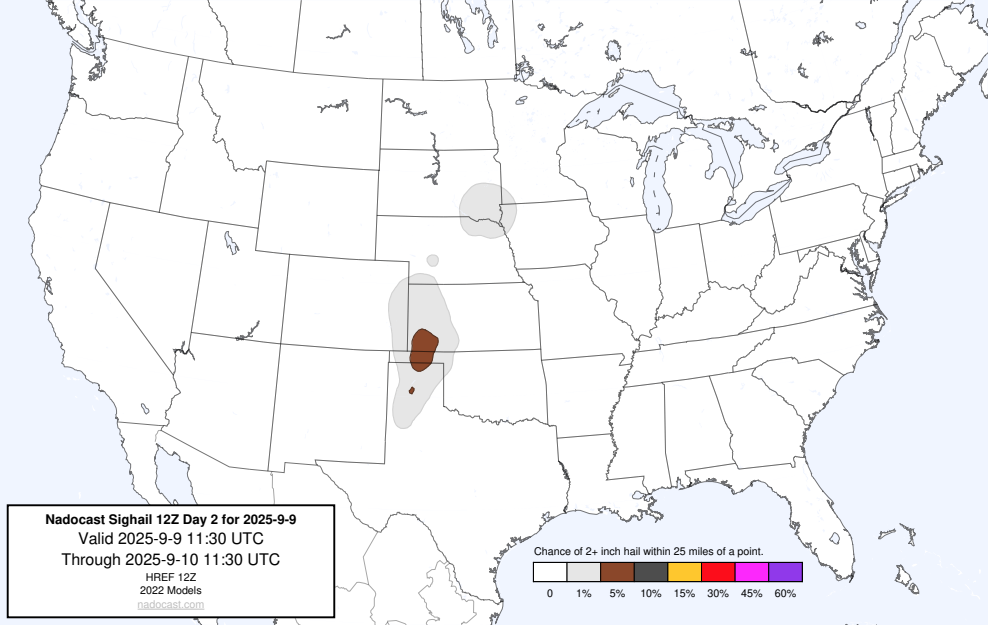 Nadocast Sighail 12Z Day 2 for 2025-9-9
Valid 2025-9-9 11:30 UTC
Through 2025-9-10 11:30 UTC
HREF 12Z
2022 Models
nadocast.com
Chance of 2+ inch hail within 25 miles of a point.
0 1% 5% 10% 15% 30% 45% 60%